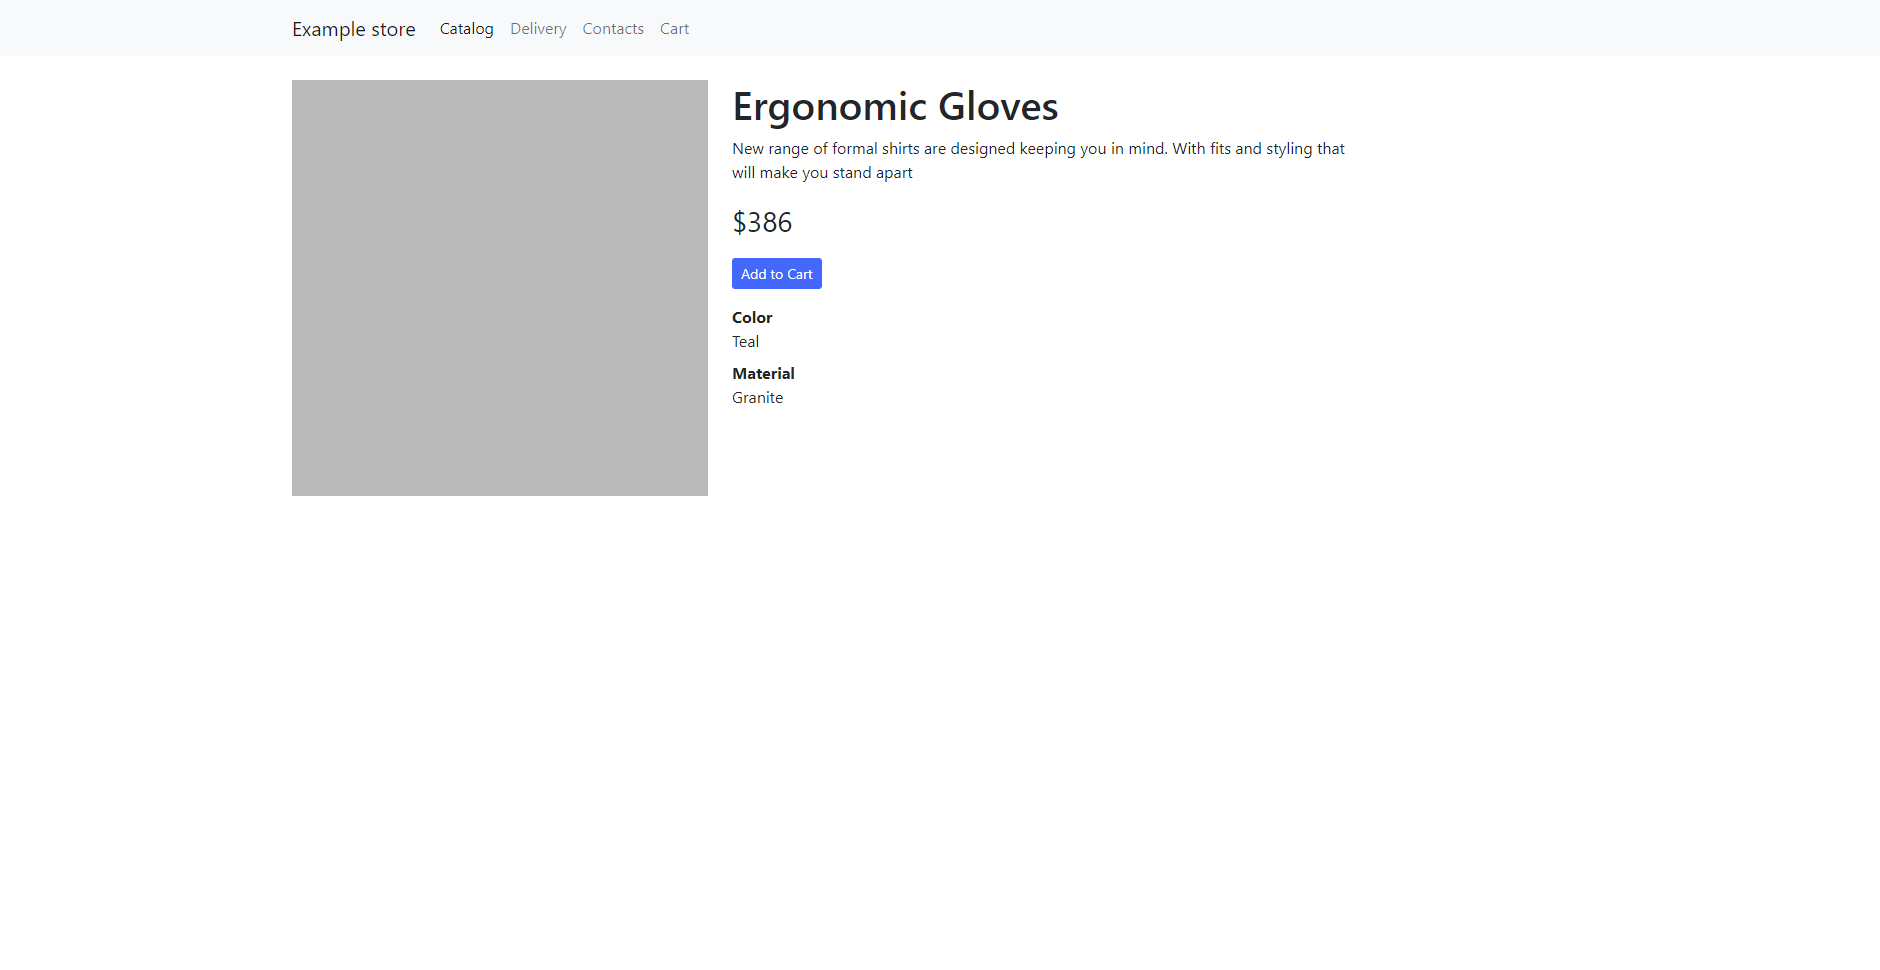 Example store Catalog Delivery Contacts Cart
Ergonomic Gloves
New range of formal shirts are designed keeping you in mind. With fits and styling that
will make you stand apart
$386
Add to Cart
Color
Teal
Material
Granite